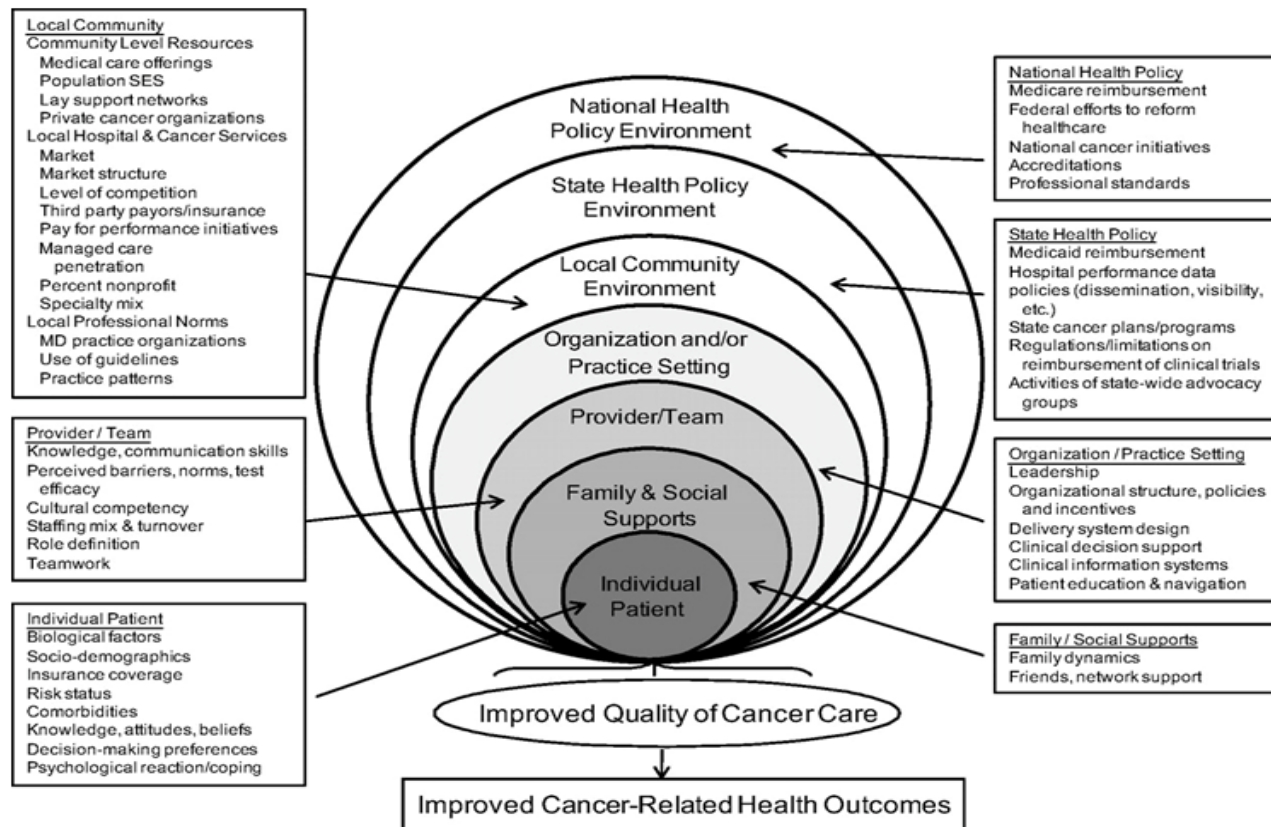 Local Community
Community Level Resources
Medical care offerings
Population SES
Lay support networks
Private cancer organizations
Local Hospital & Cancer Services
Market
Market structure
Level of competition
Third party payors/insurance
Pay for performance initiatives
Managed care
penetration
Percent nonprofit
Specialty mix
Local Professional Norms
MD practice organizations
Use of guidelines
Practice patterns
Provider / Team
Knowledge, communication skills
Perceived barriers, norms, test
efficacy
Cultural competency
Staffing mix & turnover
Role definition
Teamwork
Individual Patient
Biological factors
Socio-demographics
Insurance coverage
Risk status
Comorbidities
Knowledge, attitudes, beliefs
Decision-making preferences
Psychological reaction/coping
National Health
Policy Environment
State Health Policy
Environment
Local Community
Environment
Organization and/or
Practice Setting
Provider/Team
Family & Social
Supports
Individual
Patient
Improved Quality of Cancer Care
Improved Cancer-Related Health Outcomes
National Health Policy
Medicare reimbursement
Federal efforts to reform
healthcare
National cancer initiatives
Accreditations
Professional standards
State Health Policy
Medicaid reimbursement
Hospital performance data
policies (dissemination, visibility,
etc.)
State cancer plans/programs
Regulations/limitations on
reimbursement of clinical trials
Activities of state-wide advocacy
groups
Organization / Practice Setting
Leadership
Organizational structure, policies
and incentives
Delivery system design
Clinical decision support
Clinical information systems
Patient education & navigation
Family / Social Supports
Family dynamics
Friends, network support